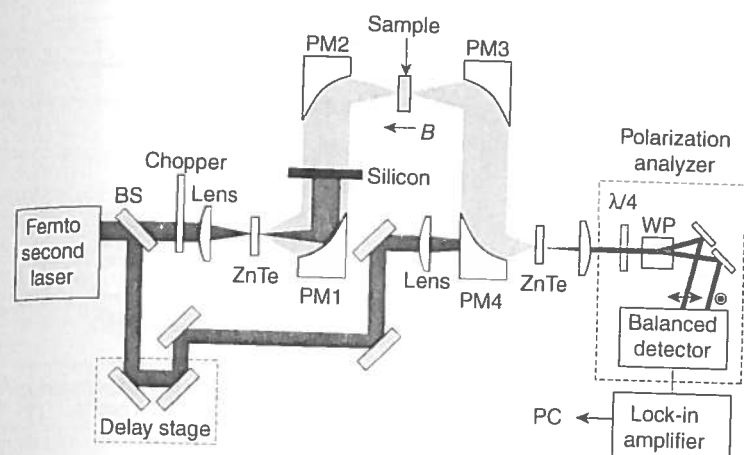 Sample
PM2
PM3
B
Polarization
analyzer
Chopper
BS
Lens
Silicon
λ/4
WP
Femto
second
laser
ZnTe
PM1
Lens
PM4
ZnTe
Balanced
detector
Delay stage
PC
Lock-in
amplifier